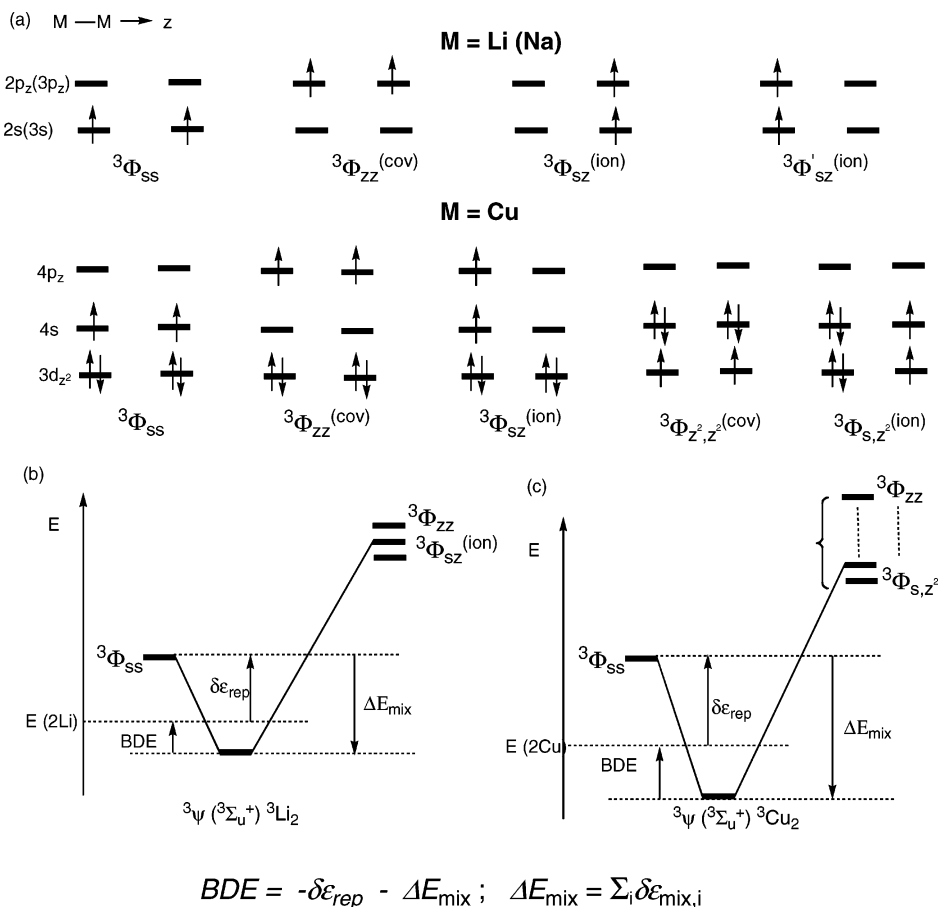 (a) M—M → z
M = Li (Na)
2p_z(3p_z)
2s(3s)
³Φ_ss ³Φ_zz^(cov) ³Φ_sz^(ion) ³Φ'_sz^(ion)
M = Cu
4p_z
4s
3d_z²
³Φ_ss ³Φ_zz^(cov) ³Φ_sz^(ion) ³Φ_z²,z²^(cov) ³Φ_s,z²^(ion)
(b)
E
³Φ_zz
³Φ_sz^(ion)
³Φ_ss
δε_rep
ΔE_mix
E (2Li)
BDE
³ψ (³Σ_u⁺) ³Li₂
(c)
E
³Φ_zz
³Φ_s,z²
³Φ_ss
δε_rep
ΔE_mix
E (2Cu)
BDE
³ψ (³Σ_u⁺) ³Cu₂
BDE = -δε_rep - ΔE_mix ; ΔE_mix = Σ_i δε_mix,i